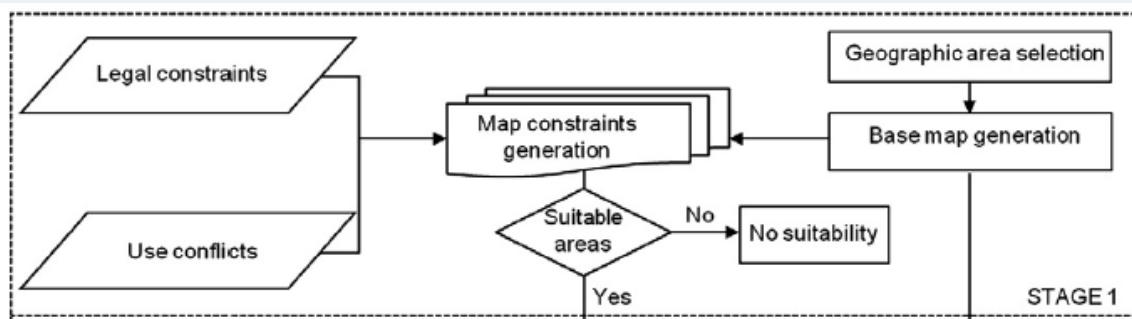 Legal constraints
Geographic area selection
Map constraints
generation
Base map generation
Use conflicts
Suitable
areas
No
No suitability
Yes
STAGE 1